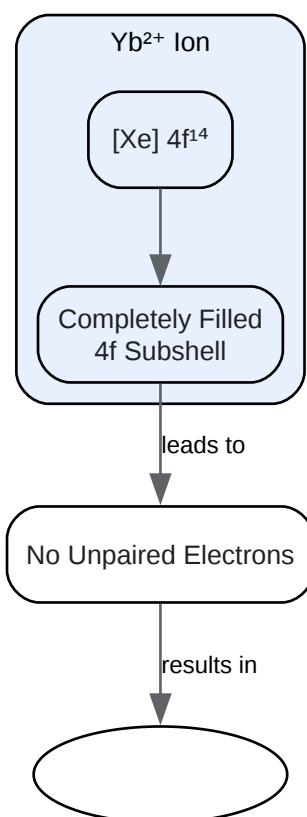 Yb²⁺ Ion
[Xe] 4f¹⁴
Completely Filled
4f Subshell
leads to
No Unpaired Electrons
results in